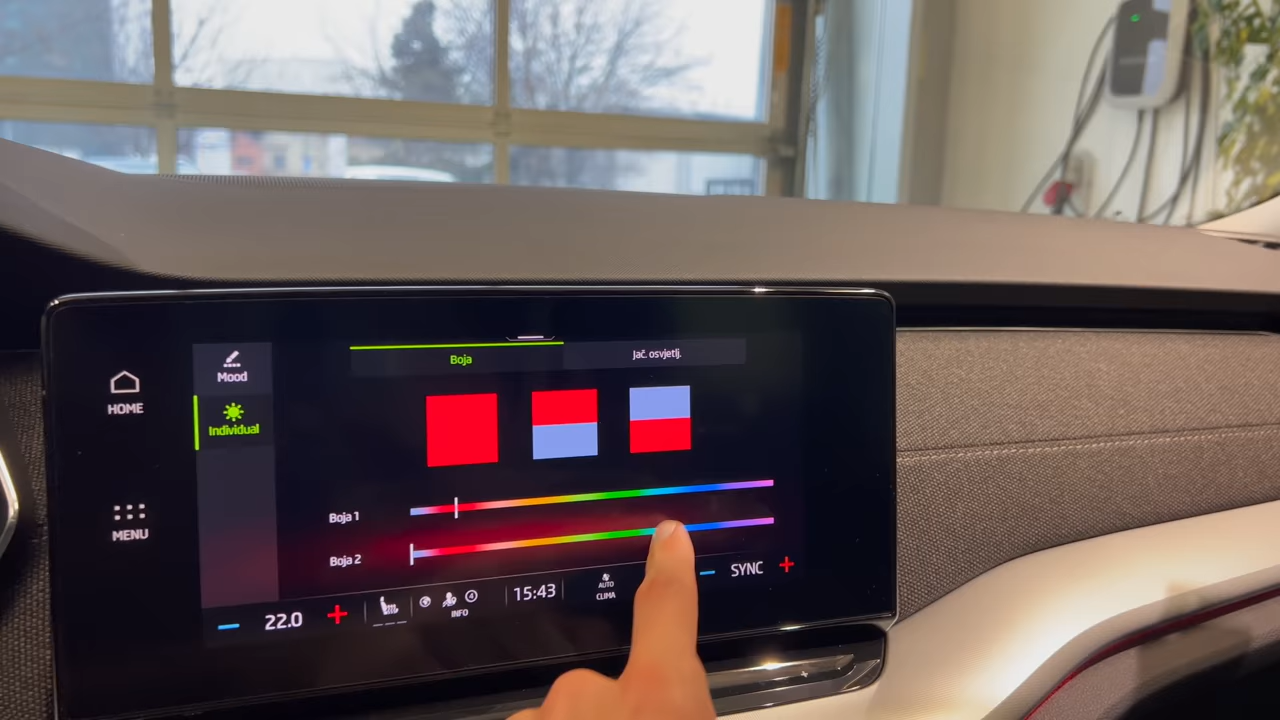 Mood
Boja
Jač. osvjetlj.
HOME
Individual
Boja 1
MENU
Boja 2
22.0
INFO
15:43
AUTO
CLIMA
SYNC